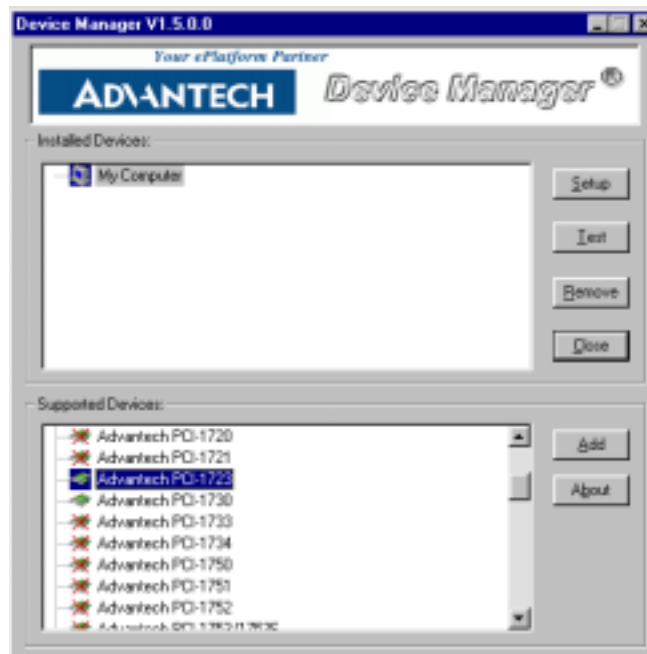 Device Manager V1.5.0.0
Your ePlatform Partner
ADVANTECH Device Manager ®
Installed Devices:
My Computer
Setup
Test
Remove
Close
Supported Devices:
Advantech PCI-1720
Advantech PCI-1721
Advantech PCI-1723
Advantech PCI-1730
Advantech PCI-1733
Advantech PCI-1734
Advantech PCI-1750
Advantech PCI-1751
Advantech PCI-1752
Advantech
Add
About